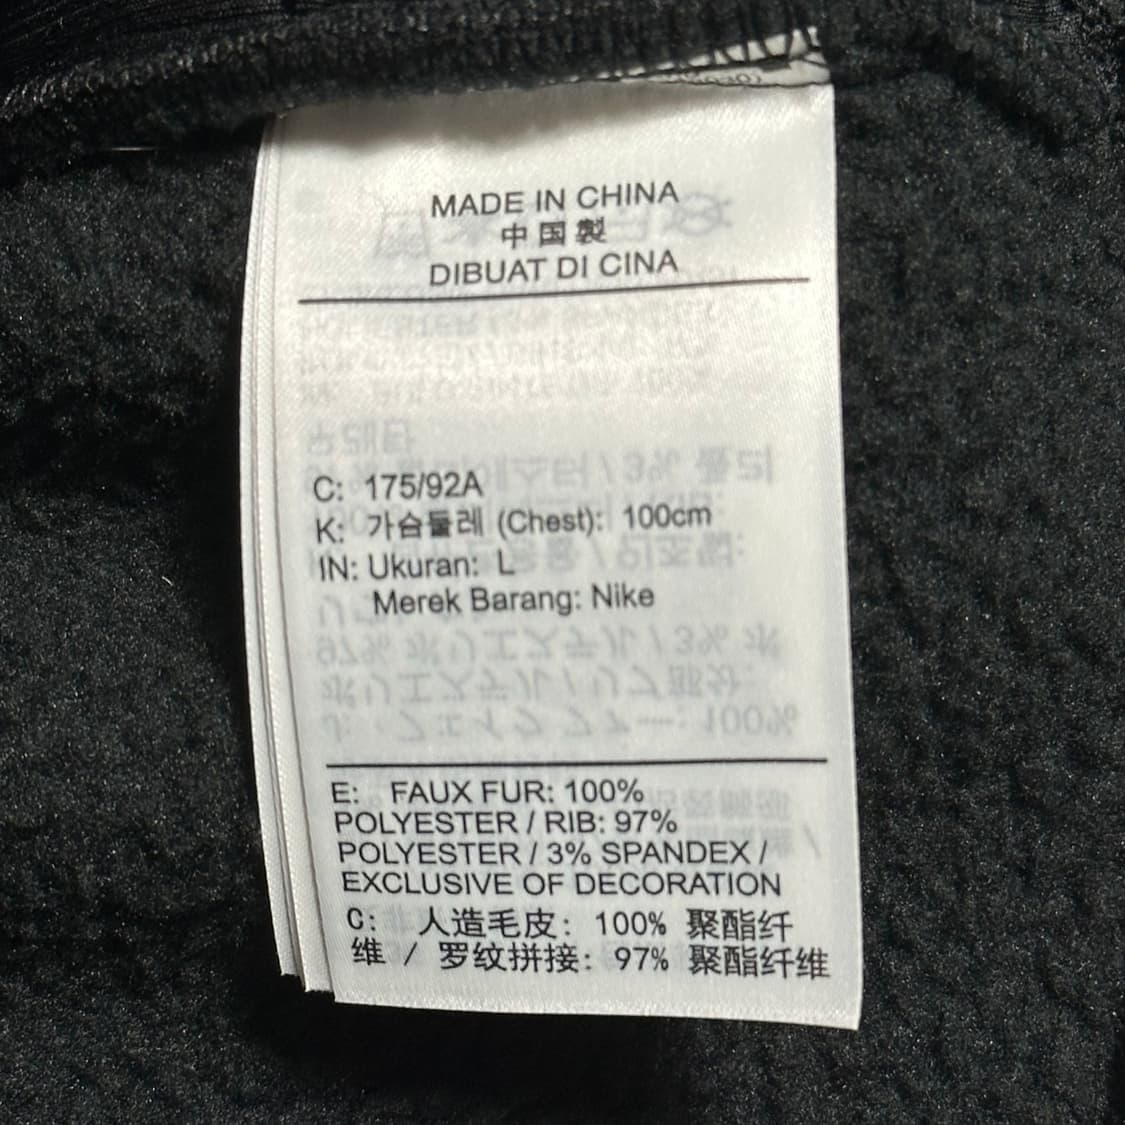 MADE IN CHINA
中国製
DIBUAT DI CINA
C: 175/92A
K: 가슴둘레 (Chest): 100cm
IN: Ukuran: L
Merek Barang: Nike
E: FAUX FUR: 100%
POLYESTER / RIB: 97%
POLYESTER / 3% SPANDEX /
EXCLUSIVE OF DECORATION
C: 人造毛皮: 100% 聚酯纤
维 / 罗纹拼接: 97% 聚酯纤维